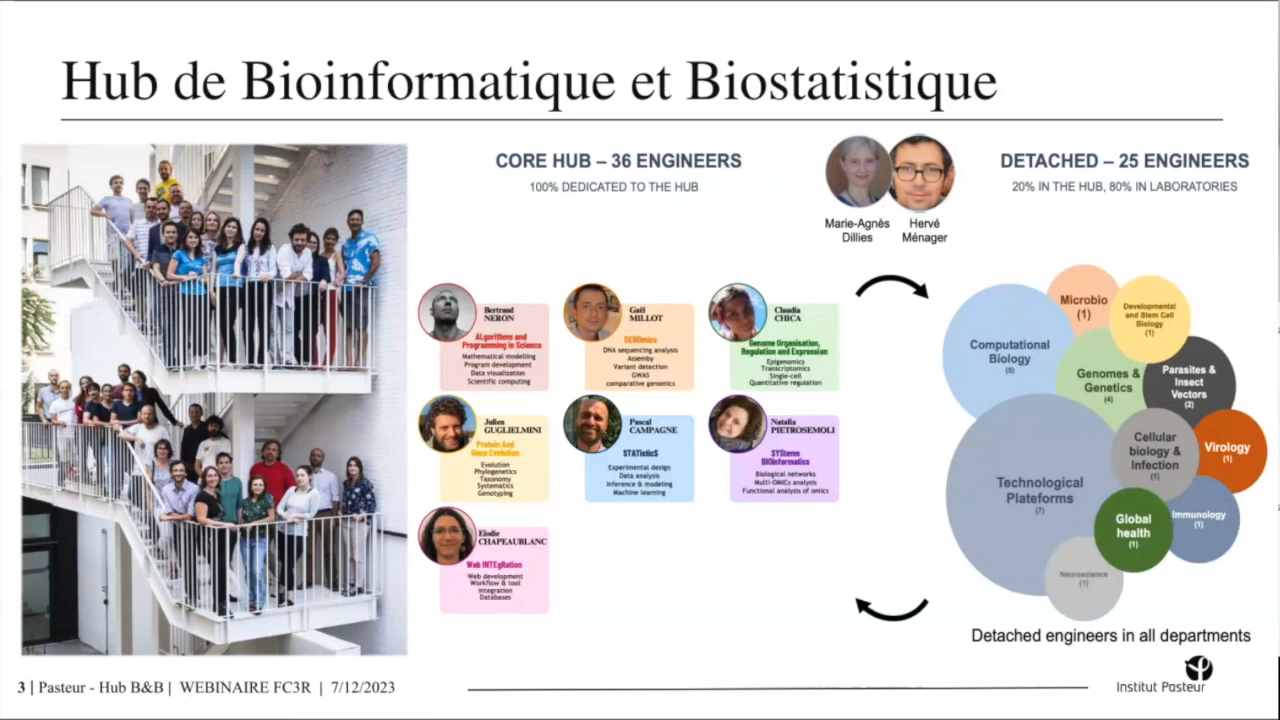 Hub de Bioinformatique et Biostatistique
CORE HUB – 36 ENGINEERS
100% DEDICATED TO THE HUB
Marie-Agnès
Dillies
Hervé
Ménager
DETACHED – 25 ENGINEERS
20% IN THE HUB, 80% IN LABORATORIES
Bertrand
NERON
ALgorithms and
Programming in Science
Mathematical modelling
Program development
Data visualization
Scientific computing
Gaël
MILLOT
GENOmics
DNA sequencing analysis
Assemby
Variant detection
GWAS
comparative genomics
Claudia
CHICA
Genome Organisation,
Regulation and Expression
Epigenomics
Transcriptomics
Single-cell
Quantitative regulation
Julien
GUGLIELMINI
Protein And
Gene Evolution
Evolution
Phylogenetics
Taxonomy
Systematics
Genotyping
Pascal
CAMPAGNE
STATisticS
Experimental design
Data analysis
Inference & modeling
Machine learning
Natalia
PIETROSEMOLI
SYStems
BIOinformatics
Biological networks
Multi-OMICs analysis
Functional analysis of omics
Elodie
CHAPEAUBLANC
Web INTEgRation
Web development
Workflow & tool
integration
Databases
Microbio
(1)
Developmental
and Stem Cell
Biology
(1)
Computational
Biology
(5)
Genomes &
Genetics
(4)
Parasites &
Insect
Vectors
(2)
Cellular
biology &
Infection
(1)
Virology
(1)
Technological
Plateforms
(7)
Global
health
(1)
Immunology
(1)
Neuroscience
(1)
Detached engineers in all departments
3 | Pasteur - Hub B&B | WEBINAIRE FC3R | 7/12/2023
Institut Pasteur